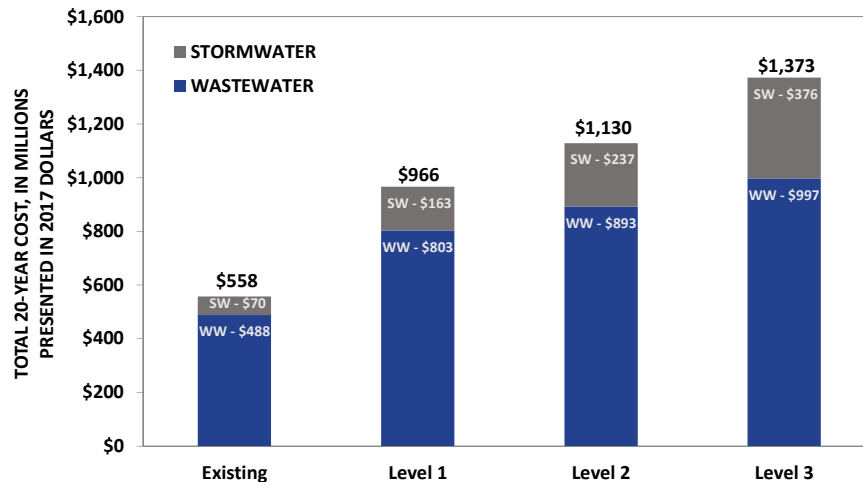 TOTAL 20-YEAR COST, IN MILLIONS
PRESENTED IN 2017 DOLLARS
$1,600
$1,400
$1,200
$1,000
$800
$600
$400
$200
$0
STORMWATER
WASTEWATER
$558
SW - $70
WW - $488
$966
SW - $163
WW - $803
$1,130
SW - $237
WW - $893
$1,373
SW - $376
WW - $997
Existing
Level 1
Level 2
Level 3